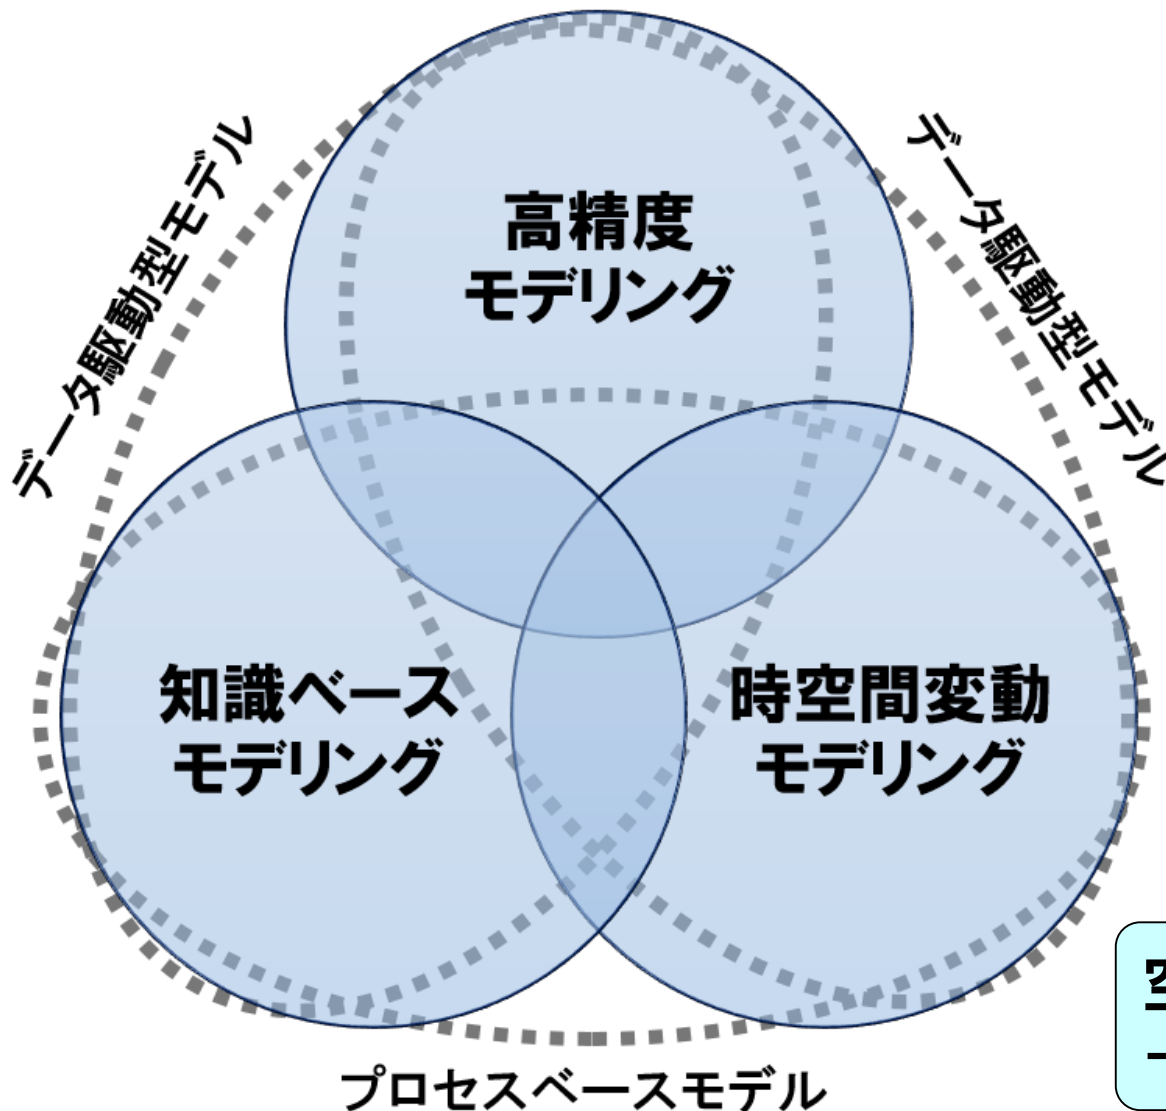 データ駆動型モデル
データ駆動型モデル
高精度
モデリング
知識ベース
モデリング
時空間変動
モデリング
プロセスベースモデル